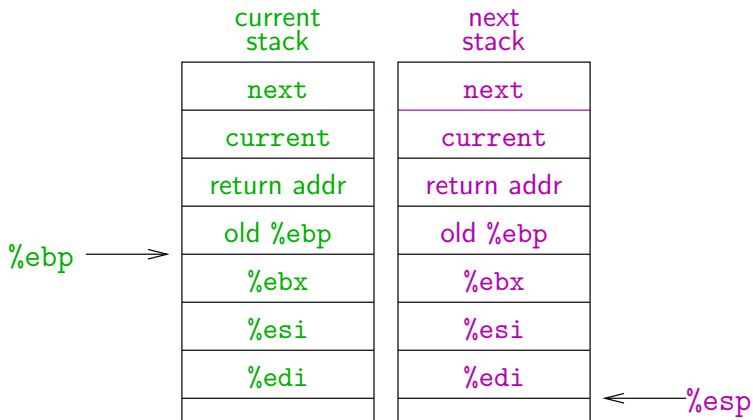 current
stack
next
stack
next
next
current
current
return addr
return addr
old %ebp
old %ebp
%ebp
%ebx
%ebx
%esi
%esi
%edi
%edi
%esp